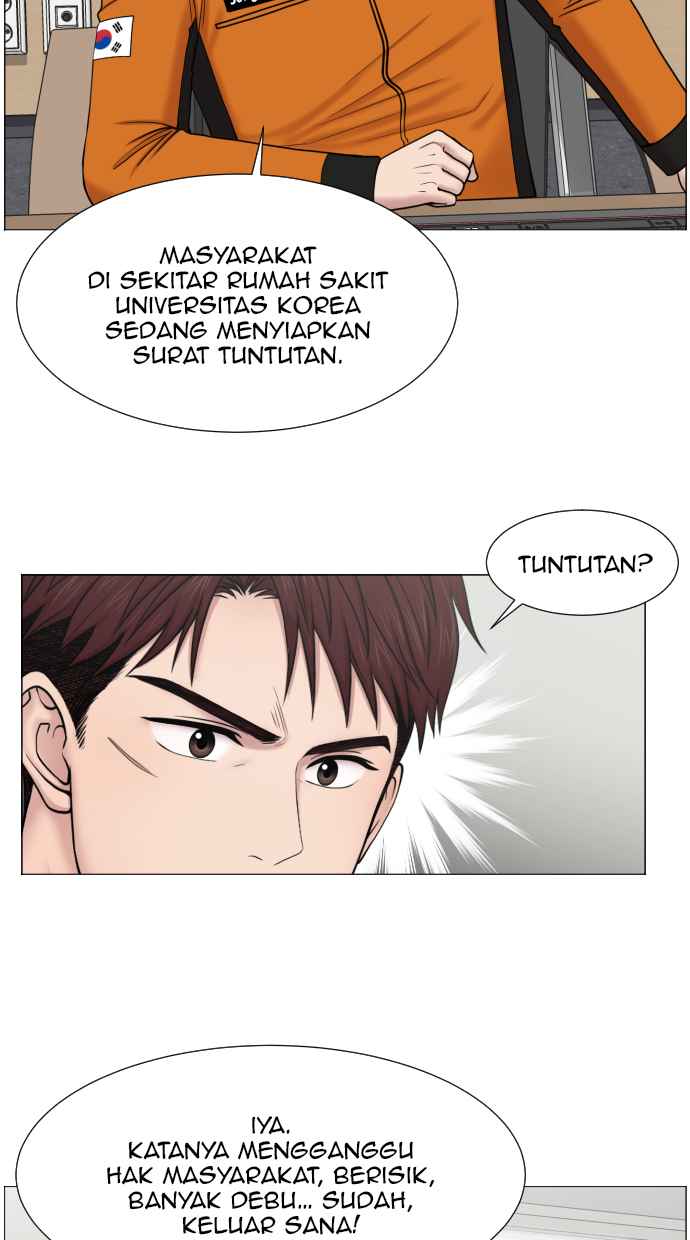 MASYARAKAT
DI SEKITAR RUMAH SAKIT
UNIVERSITAS KOREA
SEDANG MENYIAPKAN
SURAT TUNTUTAN.
TUNTUTAN?
IYA.
KATANYA MENGGANGGU
HAK MASYARAKAT, BERISIK,
BANYAK DEBU... SUDAH,
KELUAR SANA!